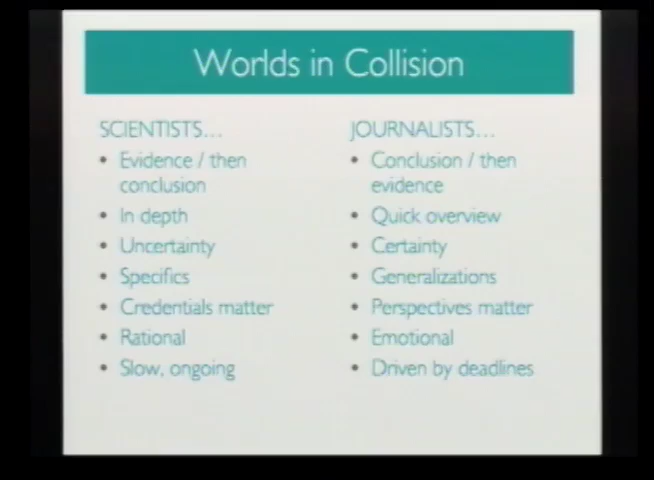 Worlds in Collision
SCIENTISTS...
• Evidence / then
conclusion
• In depth
• Uncertainty
• Specifics
• Credentials matter
• Rational
• Slow, ongoing
JOURNALISTS...
• Conclusion / then
evidence
• Quick overview
• Certainty
• Generalizations
• Perspectives matter
• Emotional
• Driven by deadlines